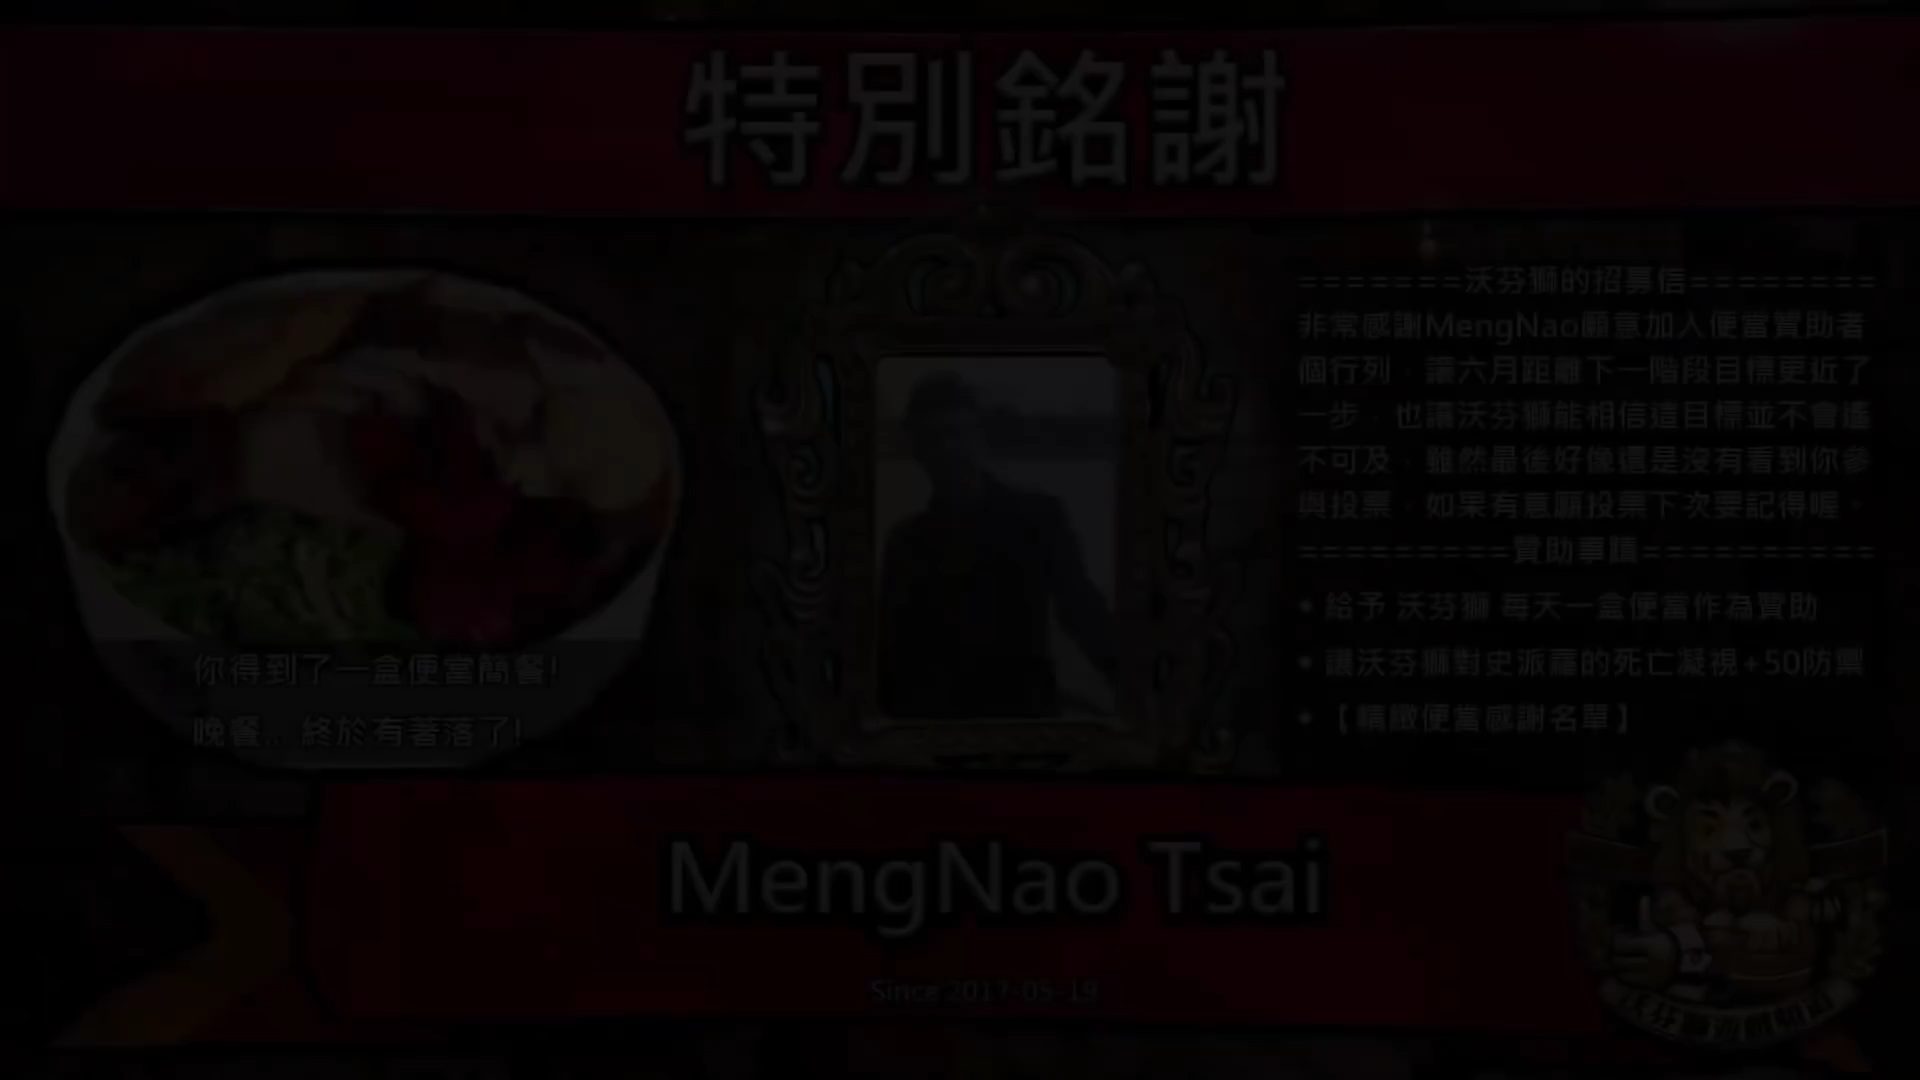 特別銘謝
=======沃芬獅的招募信========
非常感謝MengNao願意加入便當贊助者
個行列，讓六月距離下一階段目標更近了
一步，也讓沃芬獅能相信這目標並不會遙
不可及，雖然最後好像還是沒有看到你參
與投票，如果有意願投票下次要記得喔。
=========贊助專區==========
• 給予 沃芬獅 每天一盒便當作為贊助
• 讓沃芬獅對史派羅的死亡凝視+50防禦
• 【精緻便當感謝名單】
你得到了一盒便當簡餐!
晚餐... 終於有著落了!
MengNao Tsai
Since 2017-05-19